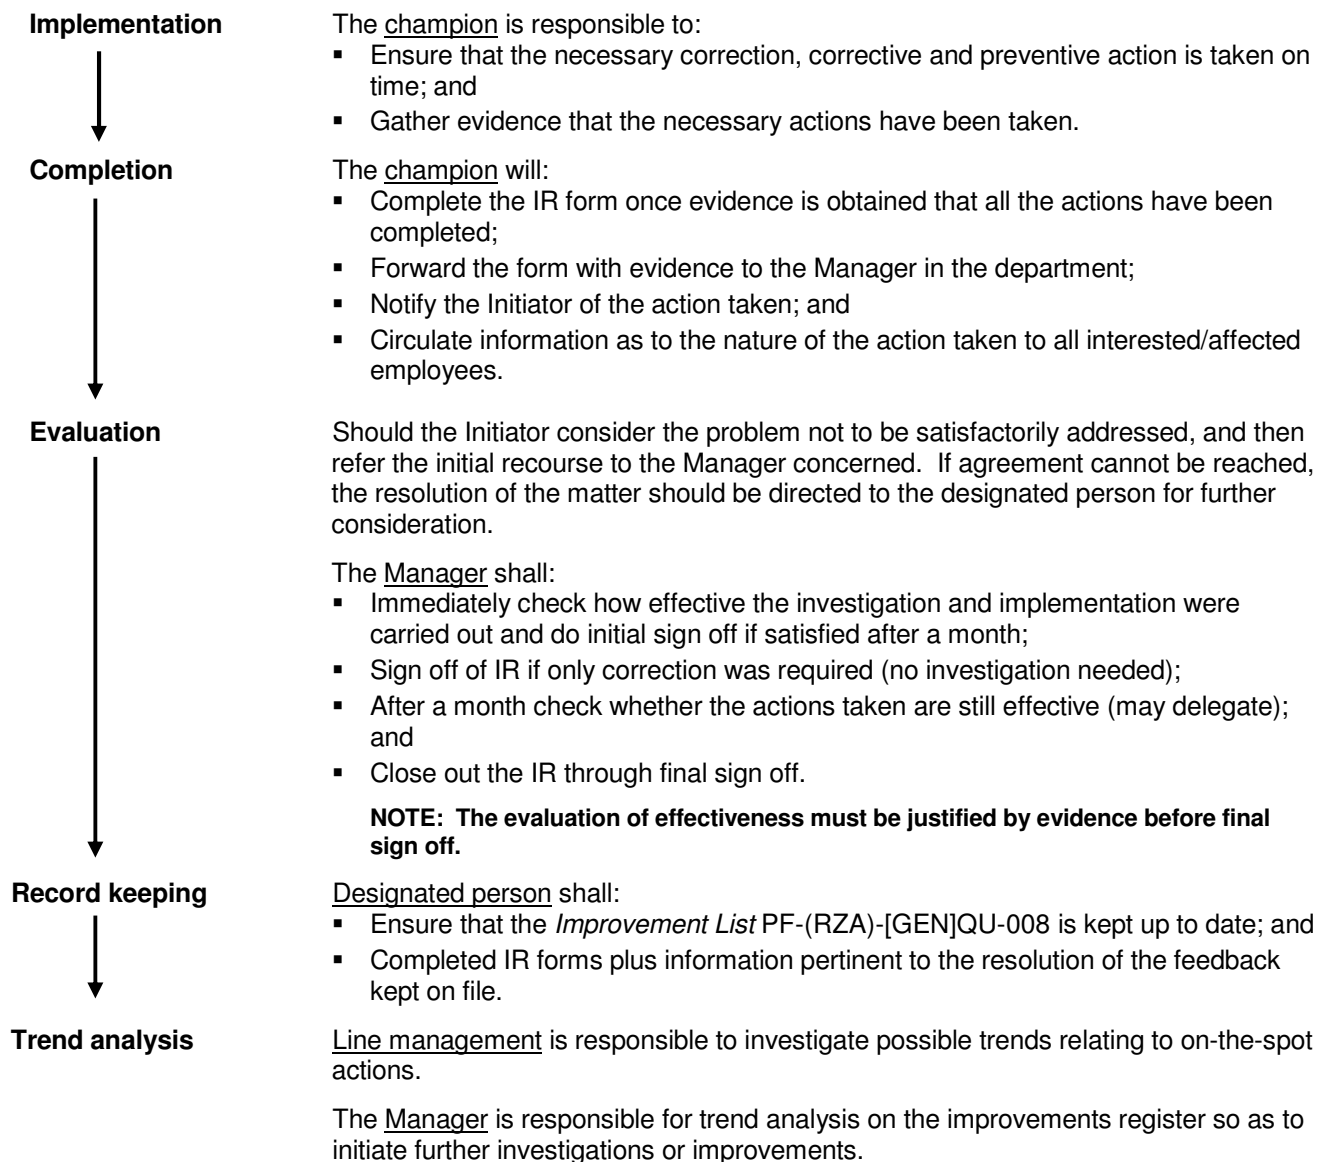 Implementation
The champion is responsible to:
▪ Ensure that the necessary correction, corrective and preventive action is taken on
time; and
▪ Gather evidence that the necessary actions have been taken.
Completion
The champion will:
▪ Complete the IR form once evidence is obtained that all the actions have been
completed;
▪ Forward the form with evidence to the Manager in the department;
▪ Notify the Initiator of the action taken; and
▪ Circulate information as to the nature of the action taken to all interested/affected
employees.
Evaluation
Should the Initiator consider the problem not to be satisfactorily addressed, and then
refer the initial recourse to the Manager concerned.  If agreement cannot be reached,
the resolution of the matter should be directed to the designated person for further
consideration.
The Manager shall:
▪ Immediately check how effective the investigation and implementation were
carried out and do initial sign off if satisfied after a month;
▪ Sign off of IR if only correction was required (no investigation needed);
▪ After a month check whether the actions taken are still effective (may delegate);
and
▪ Close out the IR through final sign off.
NOTE:  The evaluation of effectiveness must be justified by evidence before final
sign off.
Record keeping
Designated person shall:
▪ Ensure that the Improvement List PF-(RZA)-[GEN]QU-008 is kept up to date; and
▪ Completed IR forms plus information pertinent to the resolution of the feedback
kept on file.
Trend analysis
Line management is responsible to investigate possible trends relating to on-the-spot
actions.
The Manager is responsible for trend analysis on the improvements register so as to
initiate further investigations or improvements.